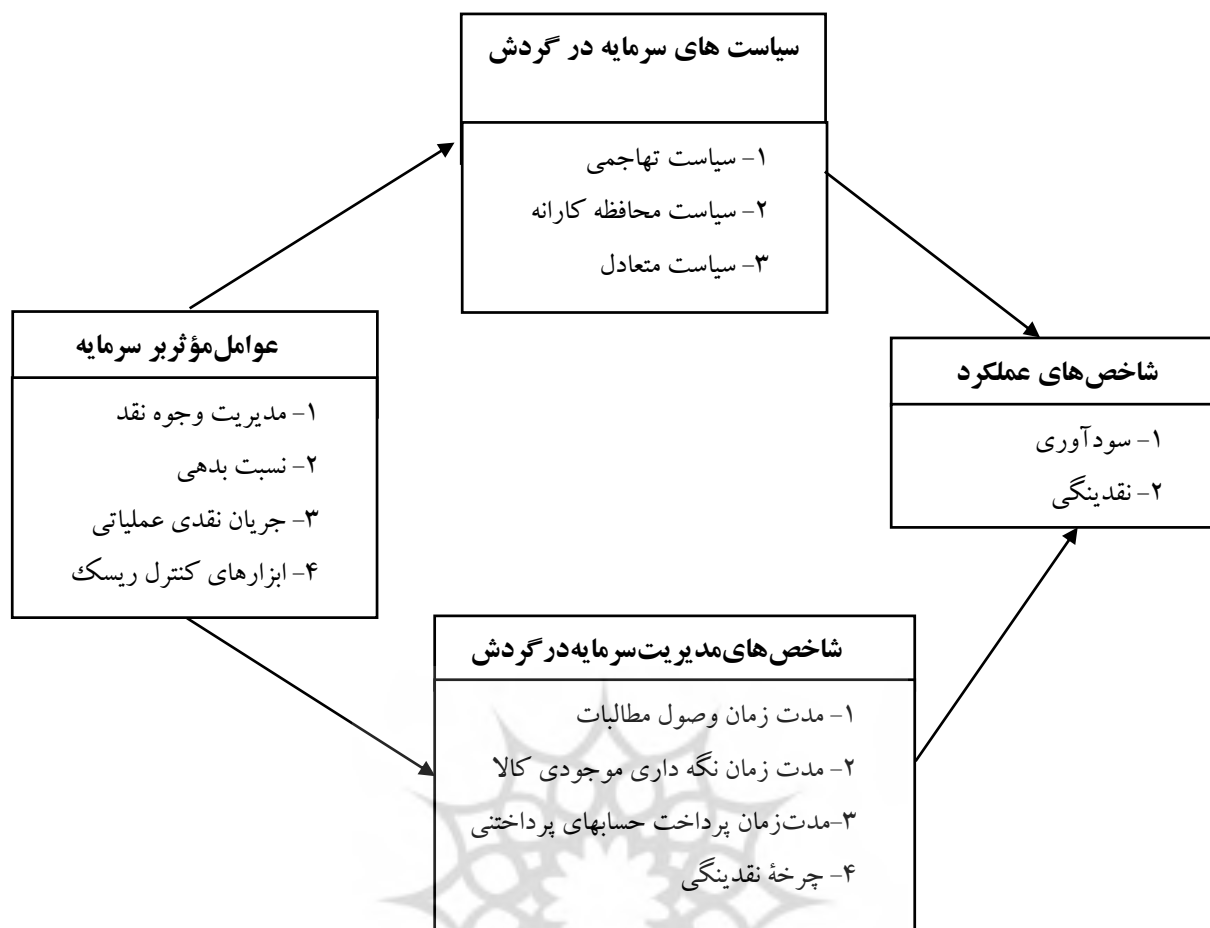 سیاست های سرمایه در گردش
۱- سیاست تهاجمی
۲- سیاست محافظه کارانه
۳- سیاست متعادل
عوامل‌مؤثربر سرمایه
۱- مدیریت وجوه نقد
۲- نسبت بدهی
۳- جریان نقدی عملیاتی
۴- ابزارهای کنترل ریسک
شاخص‌های عملکرد
۱- سودآوری
۲- نقدینگی
شاخص‌های‌مدیریت‌سرمایه‌در‌گردش
۱- مدت زمان وصول مطالبات
۲- مدت زمان نگه داری موجودی کالا
۳-مدت‌زمان پرداخت حسابهای پرداختنی
۴- چرخۀ نقدینگی